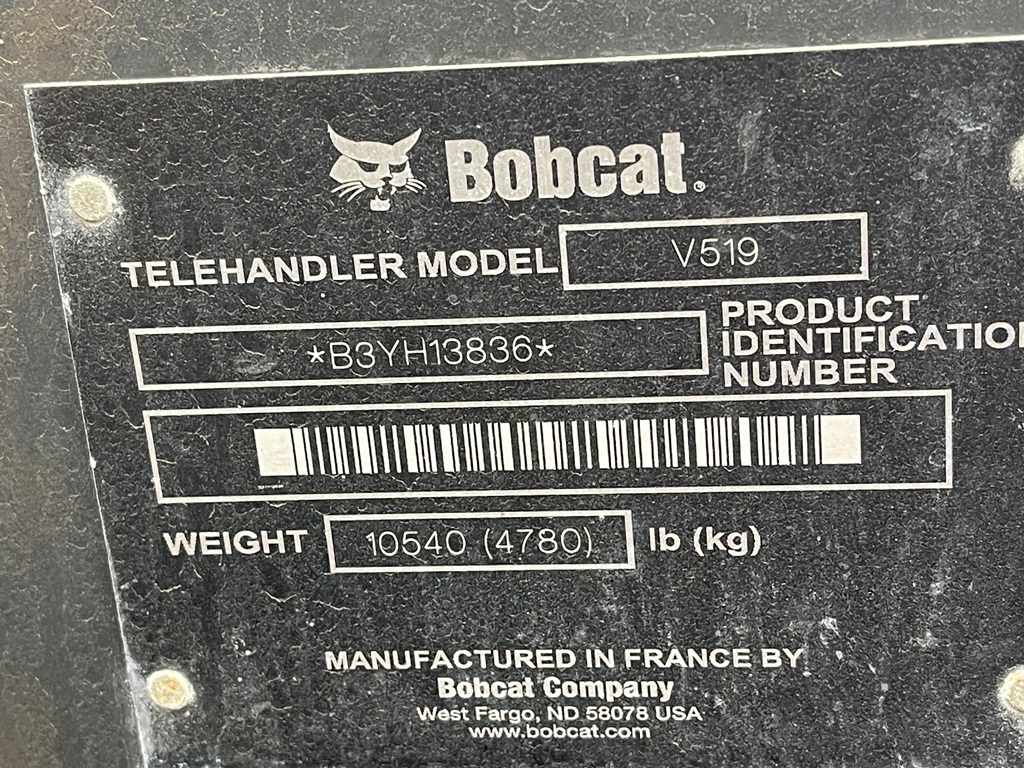 Bobcat®
TELEHANDLER MODEL V519
*B3YH13836*
PRODUCT
IDENTIFICATIO
NUMBER
WEIGHT 10540 (4780) lb (kg)
MANUFACTURED IN FRANCE BY
Bobcat Company
West Fargo, ND 58078 USA
www.bobcat.com